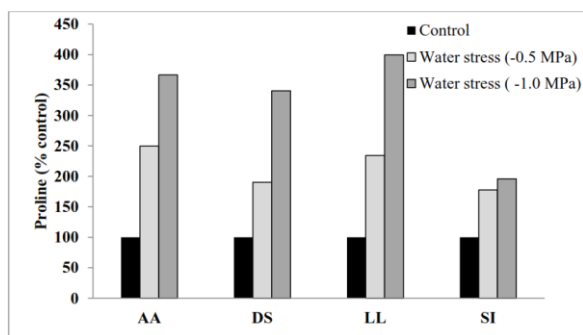 450
400
350
300
250
200
150
100
50
0
Proline (% control)
Control
Water stress (-0.5 MPa)
Water stress ( -1.0 MPa)
AA DS LL SI